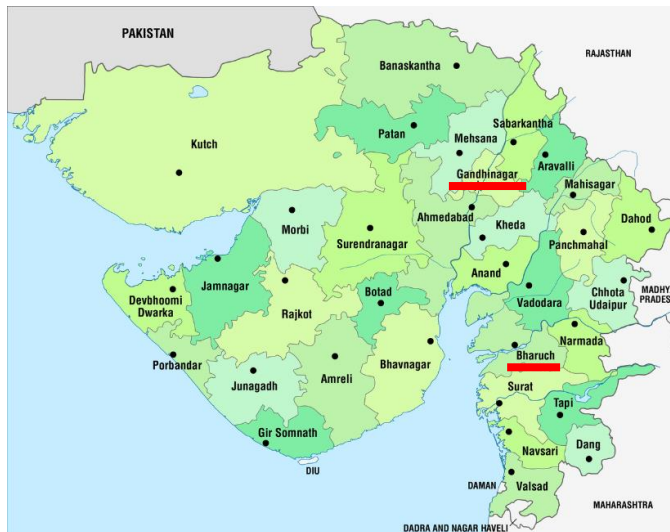 PAKISTAN
RAJASTHAN
Banaskantha
Patan
Sabarkantha
Mehsana
Kutch
Aravalli
Gandhinagar
Mahisagar
Ahmedabad
Morbi
Kheda
Dahod
Surendranagar
Panchmahal
Anand
Jamnagar
Botad
Devbhoomi
Dwarka
Rajkot
Vadodara
Chhota
Udaipur
MADHY
PRADES
Narmada
Bharuch
Porbandar
Bhavnagar
Junagadh
Amreli
Surat
Tapi
Gir Somnath
Dang
Navsari
DIU
DAMAN
Valsad
MAHARASHTRA
DADRA AND NAGAR HAVELI